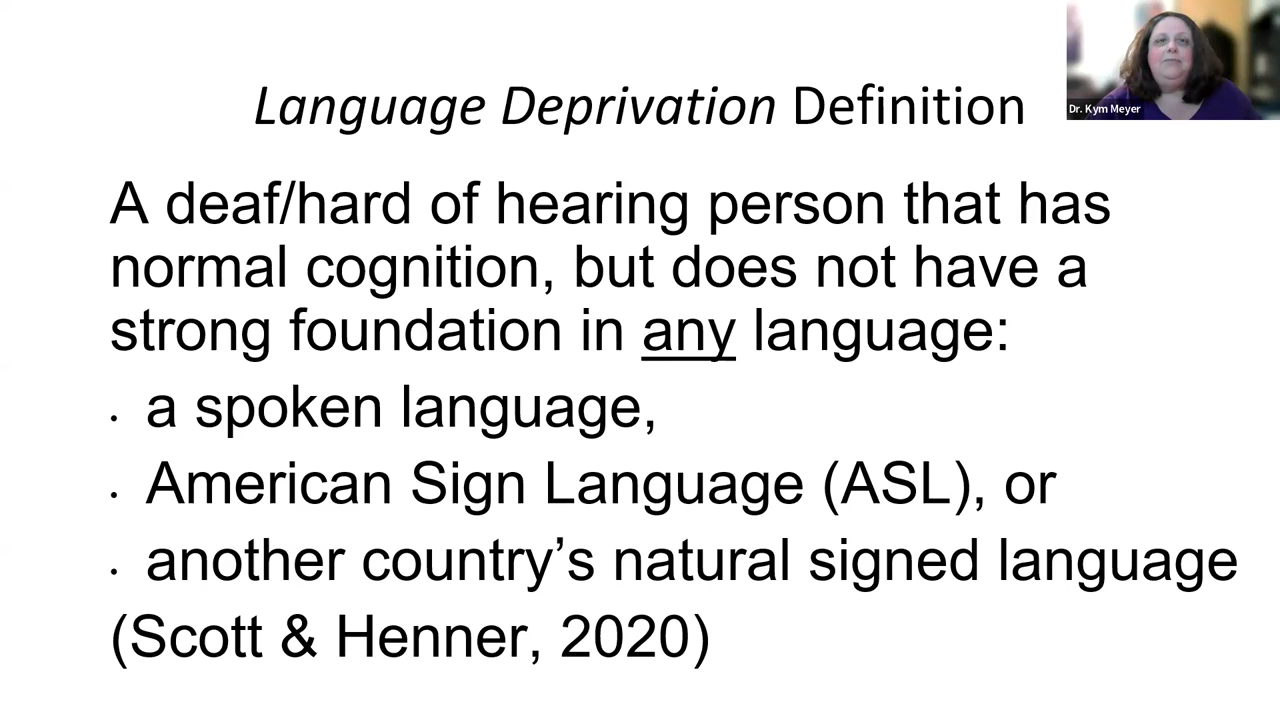 Language Deprivation Definition
Dr. Kym Meyer
A deaf/hard of hearing person that has
normal cognition, but does not have a
strong foundation in any language:
• a spoken language,
• American Sign Language (ASL), or
• another country’s natural signed language
(Scott & Henner, 2020)